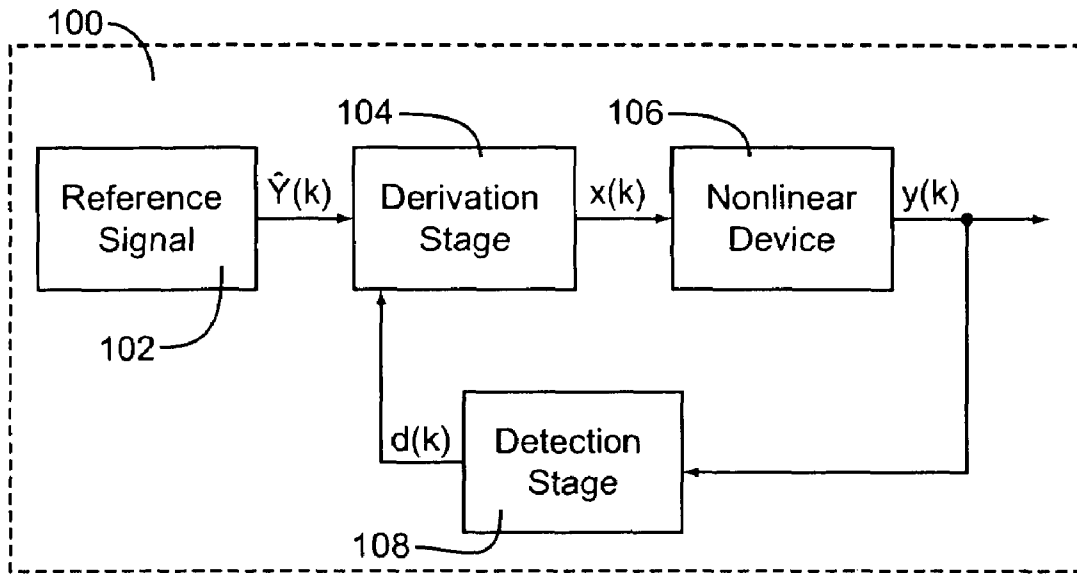 100
104
106
Reference
Signal
Ŷ(k)
Derivation
Stage
x(k)
Nonlinear
Device
y(k)
102
d(k)
Detection
Stage
108